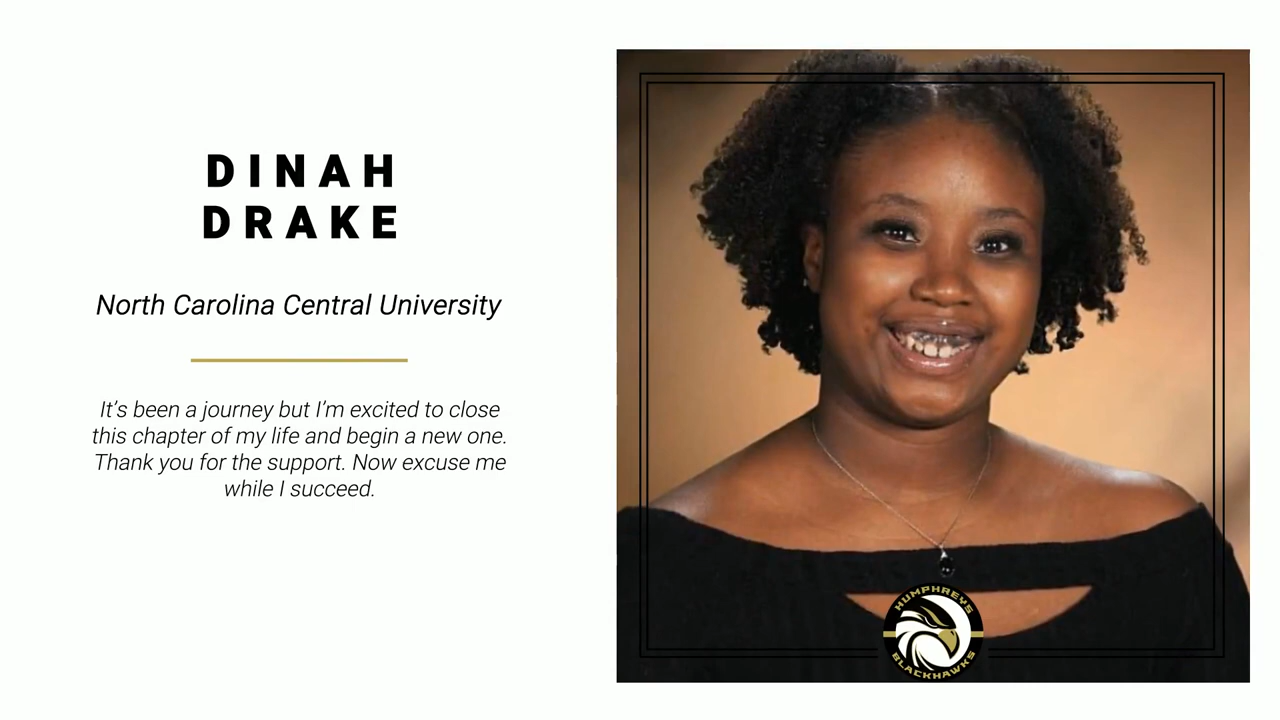 DINAH
DRAKE
North Carolina Central University
It’s been a journey but I’m excited to close
this chapter of my life and begin a new one.
Thank you for the support. Now excuse me
while I succeed.
HUMPHREYS
BLACKHAWKS